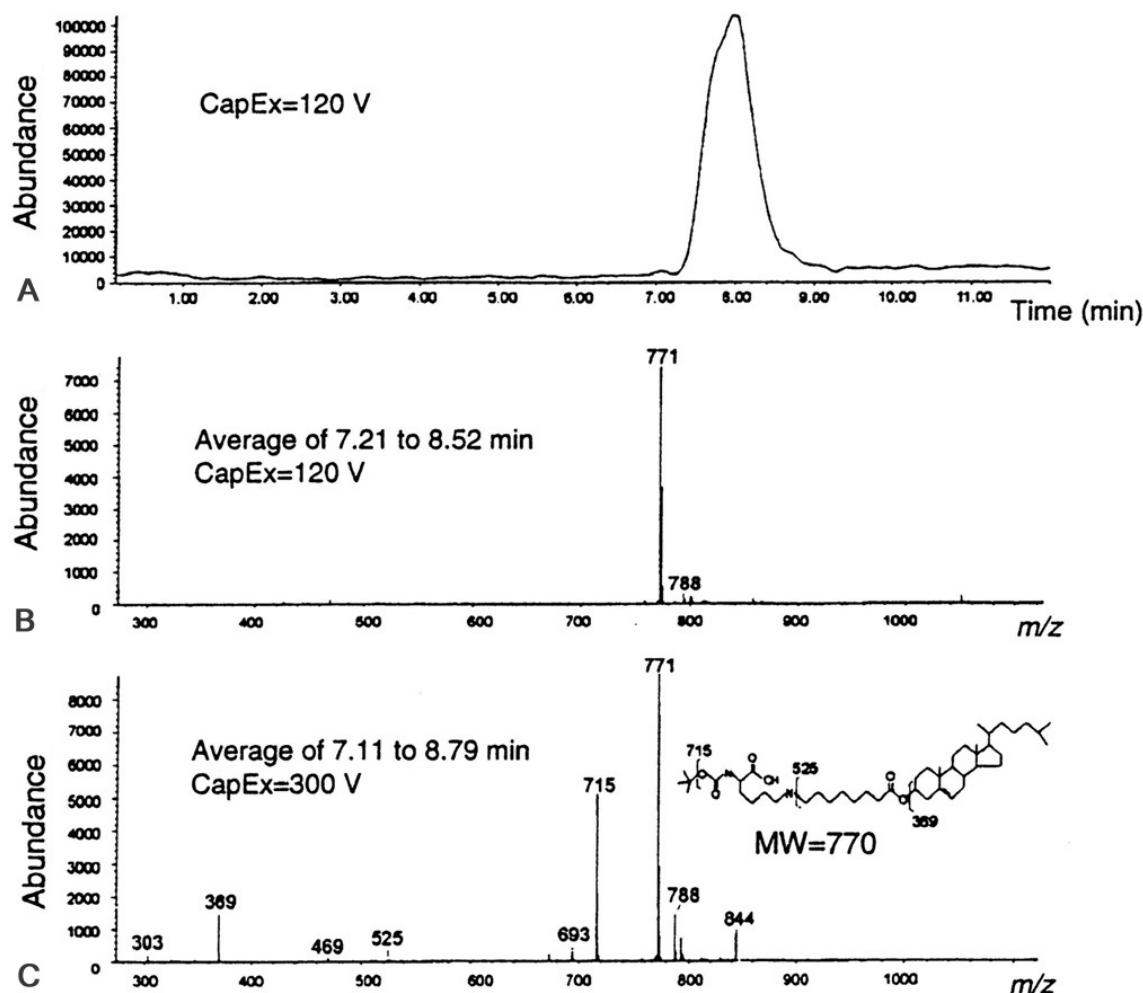 Abundance
100000
90000
80000
70000
60000
50000
40000
30000
20000
10000
0
CapEx=120 V
A
1.00 2.00 3.00 4.00 5.00 6.00 7.00 8.00 9.00 10.00 11.00
Time (min)
Abundance
7000
6000
5000
4000
3000
2000
1000
0
771
Average of 7.21 to 8.52 min
CapEx=120 V
788
B
300 400 500 600 700 800 900 1000
m/z
Abundance
8000
7000
6000
5000
4000
3000
2000
1000
0
771
Average of 7.11 to 8.79 min
CapEx=300 V
715
715
O
O
N
O
OH
N
525
O
O
369
MW=770
303
369
469
525
693
788
844
C
300 400 500 600 700 800 900 1000
m/z